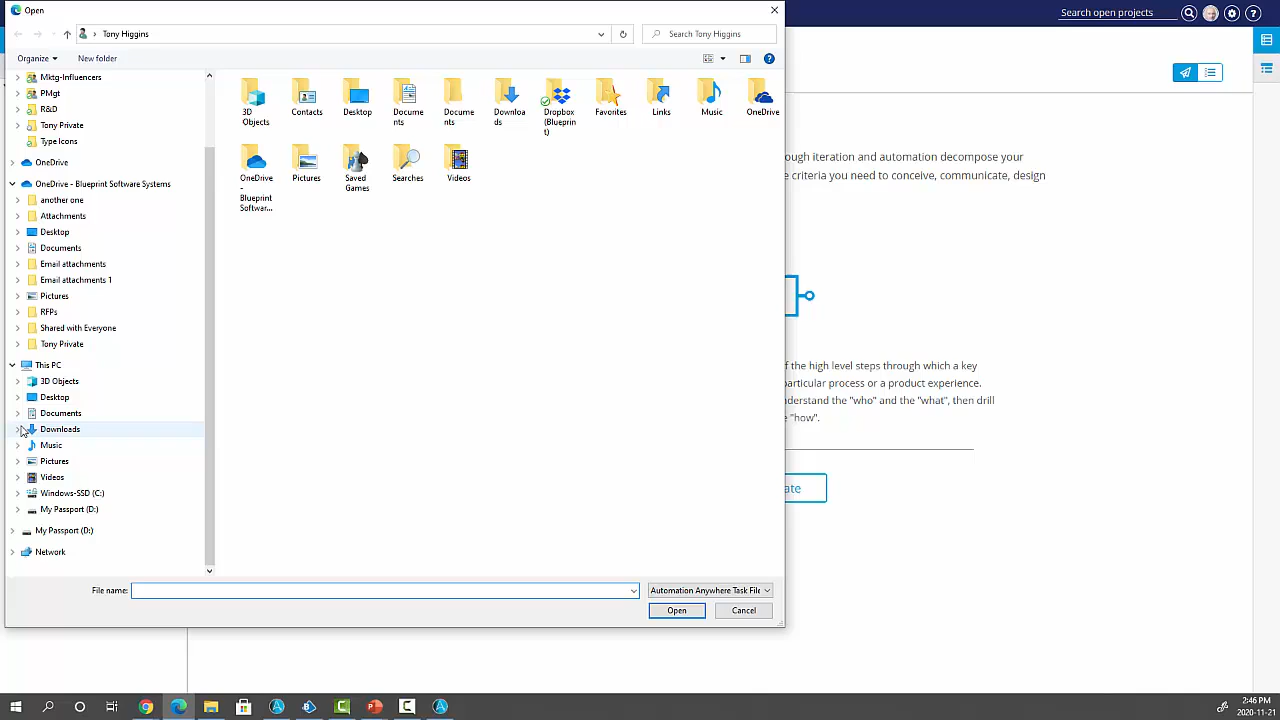 Open
Search open projects
Tony Higgins
Search Tony Higgins
Organize
New folder
Mktg-Influencers
PMgt
R&D
Tony Private
Type Icons
OneDrive
OneDrive - Blueprint Software Systems
another one
Attachments
Desktop
Documents
Email attachments
Email attachments 1
Pictures
RFPs
Shared with Everyone
Tony Private
This PC
3D Objects
Desktop
Documents
Downloads
Music
Pictures
Videos
Windows-SSD (C:)
My Passport (D:)
My Passport (D:)
Network
3D
Objects
Contacts
Desktop
Docume
nts
Docume
nts
Downloa
ds
Dropbox
(Blueprin
t)
Favorites
Links
Music
OneDrive
OneDrive
-
Blueprint
Softwar...
Pictures
Saved
Games
Searches
Videos
ough iteration and automation decompose your
e criteria you need to conceive, communicate, design
f the high level steps through which a key
particular process or a product experience.
derstand the "who" and the "what", then drill
e "how".
ate
File name:
Automation Anywhere Task File
Open
Cancel
2:46 PM
2020-11-21